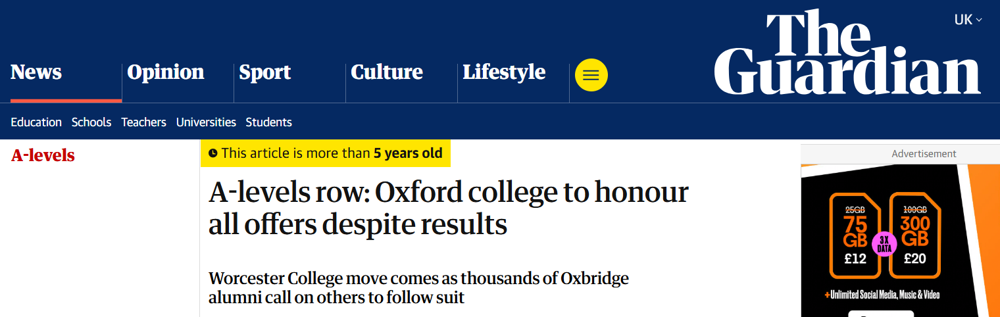 The
Guardian
UK
News
Opinion
Sport
Culture
Lifestyle
Education Schools Teachers Universities Students
A-levels
This article is more than 5 years old
A-levels row: Oxford college to honour
all offers despite results
Worcester College move comes as thousands of Oxbridge
alumni call on others to follow suit
Advertisement
25GB
75
GB
£12
3X
DATA
100GB
300
GB
£20
+Unlimited Social Media, Music & Video